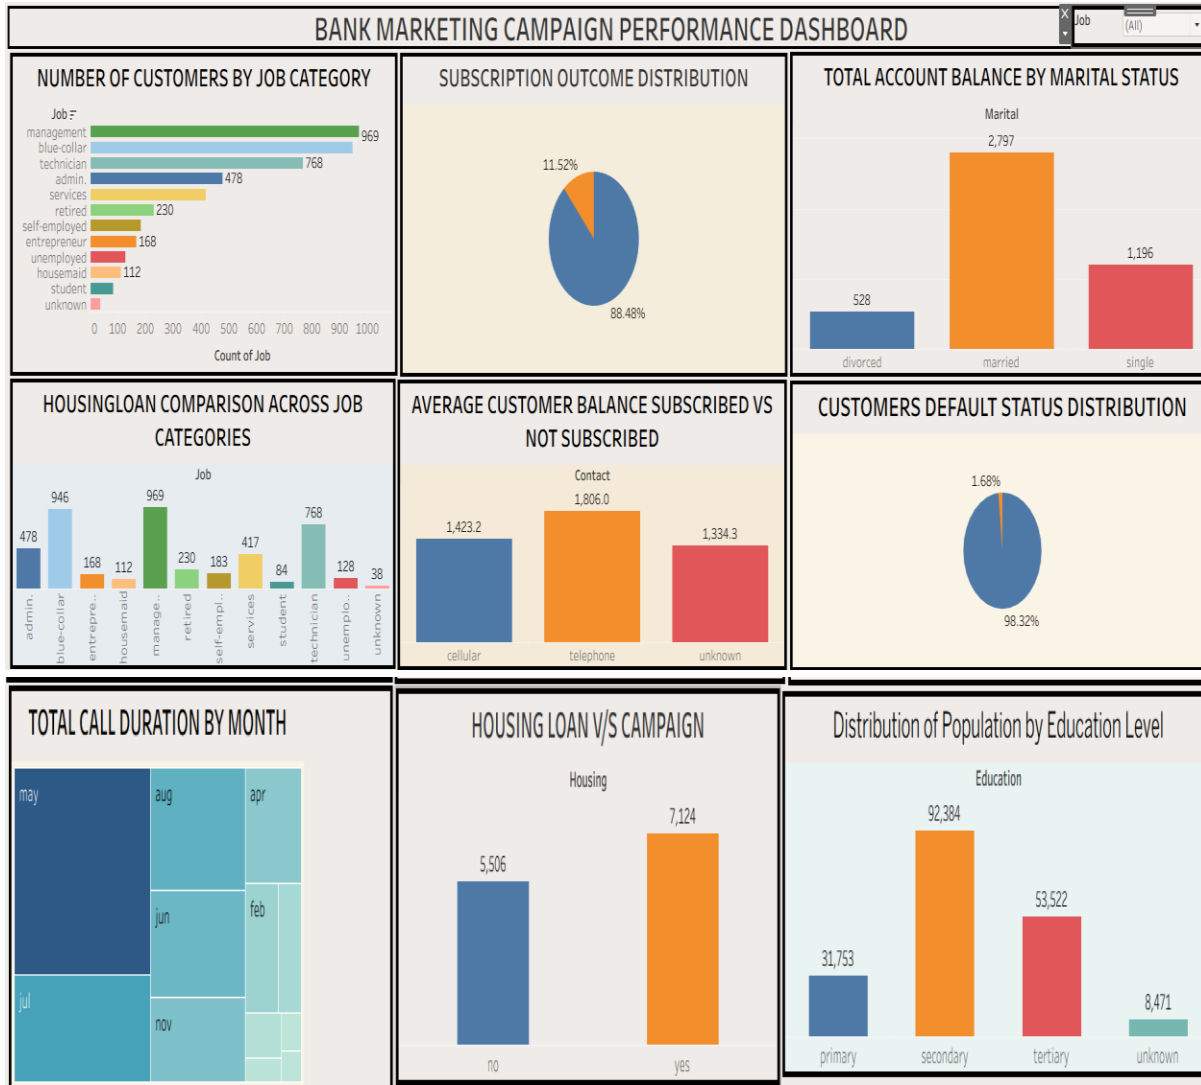 BANK MARKETING CAMPAIGN PERFORMANCE DASHBOARD
X
Job
(All)
NUMBER OF CUSTOMERS BY JOB CATEGORY
Job
management 969
blue-collar
technician 768
admin. 478
services
retired 230
self-employed
entrepreneur 168
unemployed
housemaid 112
student
unknown
0 100 200 300 400 500 600 700 800 900 1000
Count of Job
SUBSCRIPTION OUTCOME DISTRIBUTION
11.52%
88.48%
TOTAL ACCOUNT BALANCE BY MARITAL STATUS
Marital
2,797
1,196
528
divorced married single
HOUSINGLOAN COMPARISON ACROSS JOB
CATEGORIES
Job
478 946 168 112 969 230 183 417 84 768 128 38
admin.
blue-collar
entrepre..
housemaid
manage..
retired
self-empl..
services
student
technician
unemplo..
unknown
AVERAGE CUSTOMER BALANCE SUBSCRIBED VS
NOT SUBSCRIBED
Contact
1,423.2 1,806.0 1,334.3
cellular telephone unknown
CUSTOMERS DEFAULT STATUS DISTRIBUTION
1.68%
98.32%
TOTAL CALL DURATION BY MONTH
may
aug
apr
jun
feb
jul
nov
HOUSING LOAN V/S CAMPAIGN
Housing
7,124
5,506
no yes
Distribution of Population by Education Level
Education
92,384
53,522
31,753
8,471
primary secondary tertiary unknown